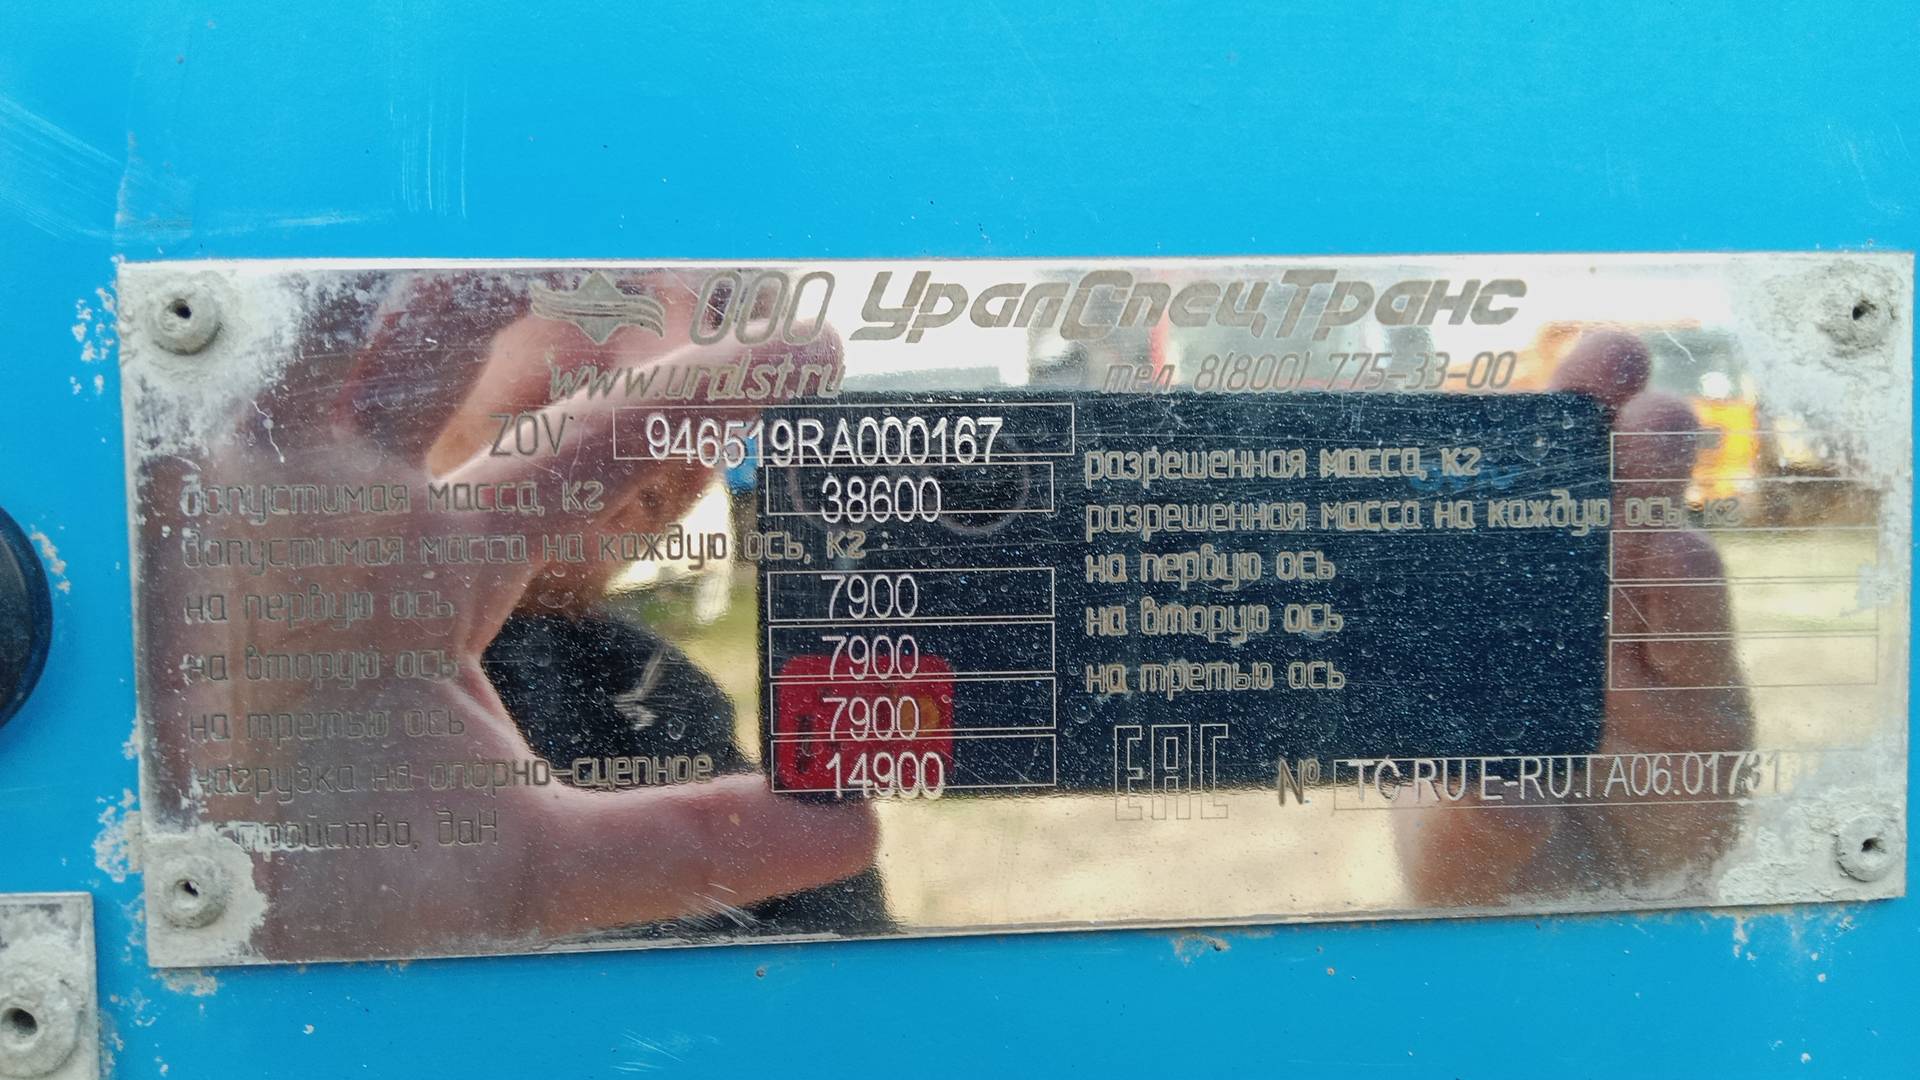 ООО УралСпецТранс
www.uralst.ru тел. 8(800) 775-33-00
ZOV 946519RA000167
допустимая масса, кг 38600
допустимая масса на каждую ось, кг :
на первую ось 7900
на вторую ось 7900
на третью ось 7900
нагрузка на опорно-сцепное 14900
устройство, даН
разрешенная масса, кг
разрешенная масса на каждую ось, кг
на первую ось
на вторую ось
на третью ось
EAC № ТС RU E-RU.ГА06.01731